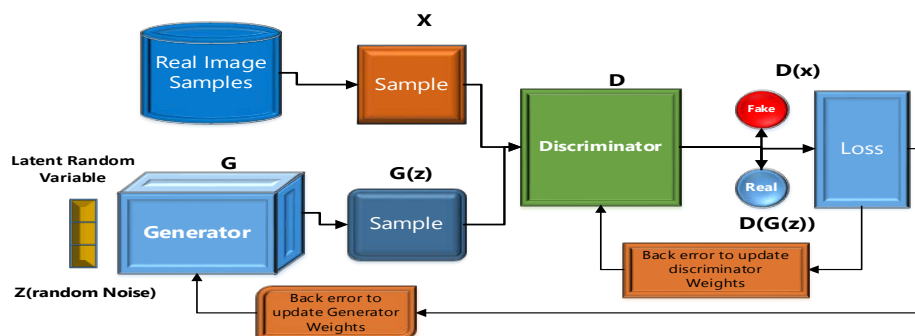 X
Real Image
Samples
Sample
D
D(x)
Fake
Discriminator
Loss
Real
D(G(z))
Latent Random
Variable
G
G(z)
Generator
Sample
Z(random Noise)
Back error to update
discriminator
Weights
Back error to
update Generator
Weights